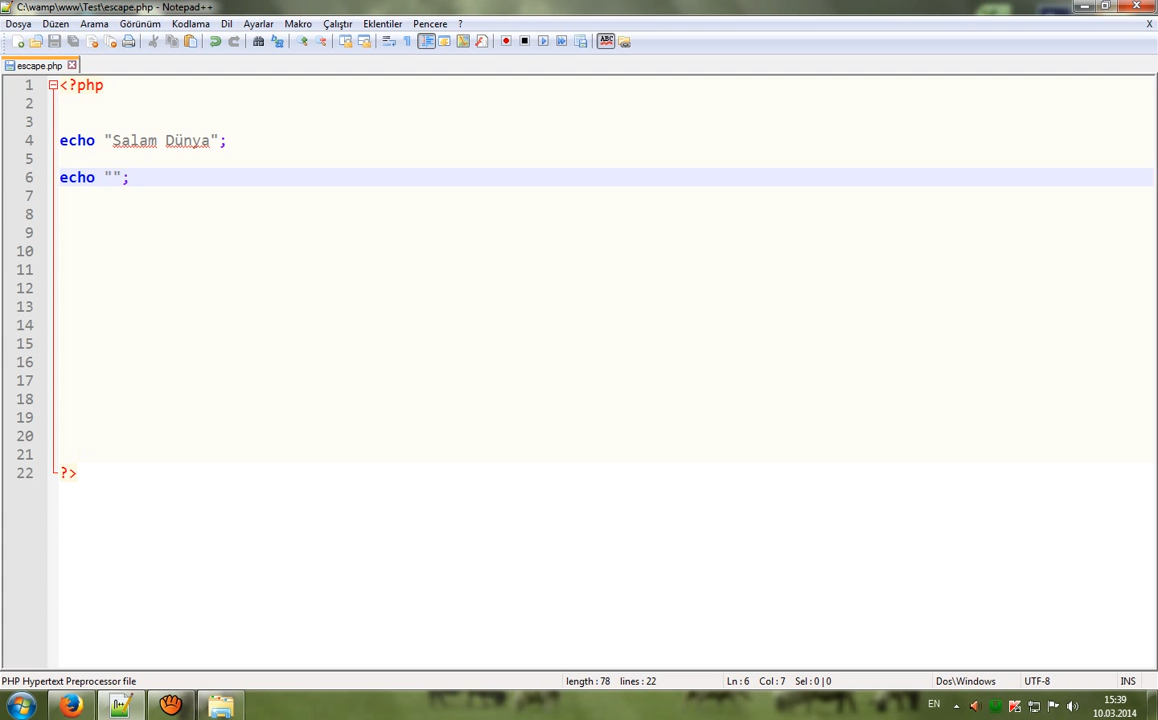 C:\wamp\www\Test\escape.php - Notepad++
Dosya Düzen Arama Görünüm Kodlama Dil Ayarlar Makro Çalıştır Eklentiler Pencere ? X
escape.php
1 <?php
2
3
4 echo "Salam Dünya";
5
6 echo "";
7
8
9
10
11
12
13
14
15
16
17
18
19
20
21
22 ?>
PHP Hypertext Preprocessor file length : 78 lines : 22 Ln : 6 Col : 7 Sel : 0 | 0 Dos\Windows UTF-8 INS
EN 15:39
10.03.2014